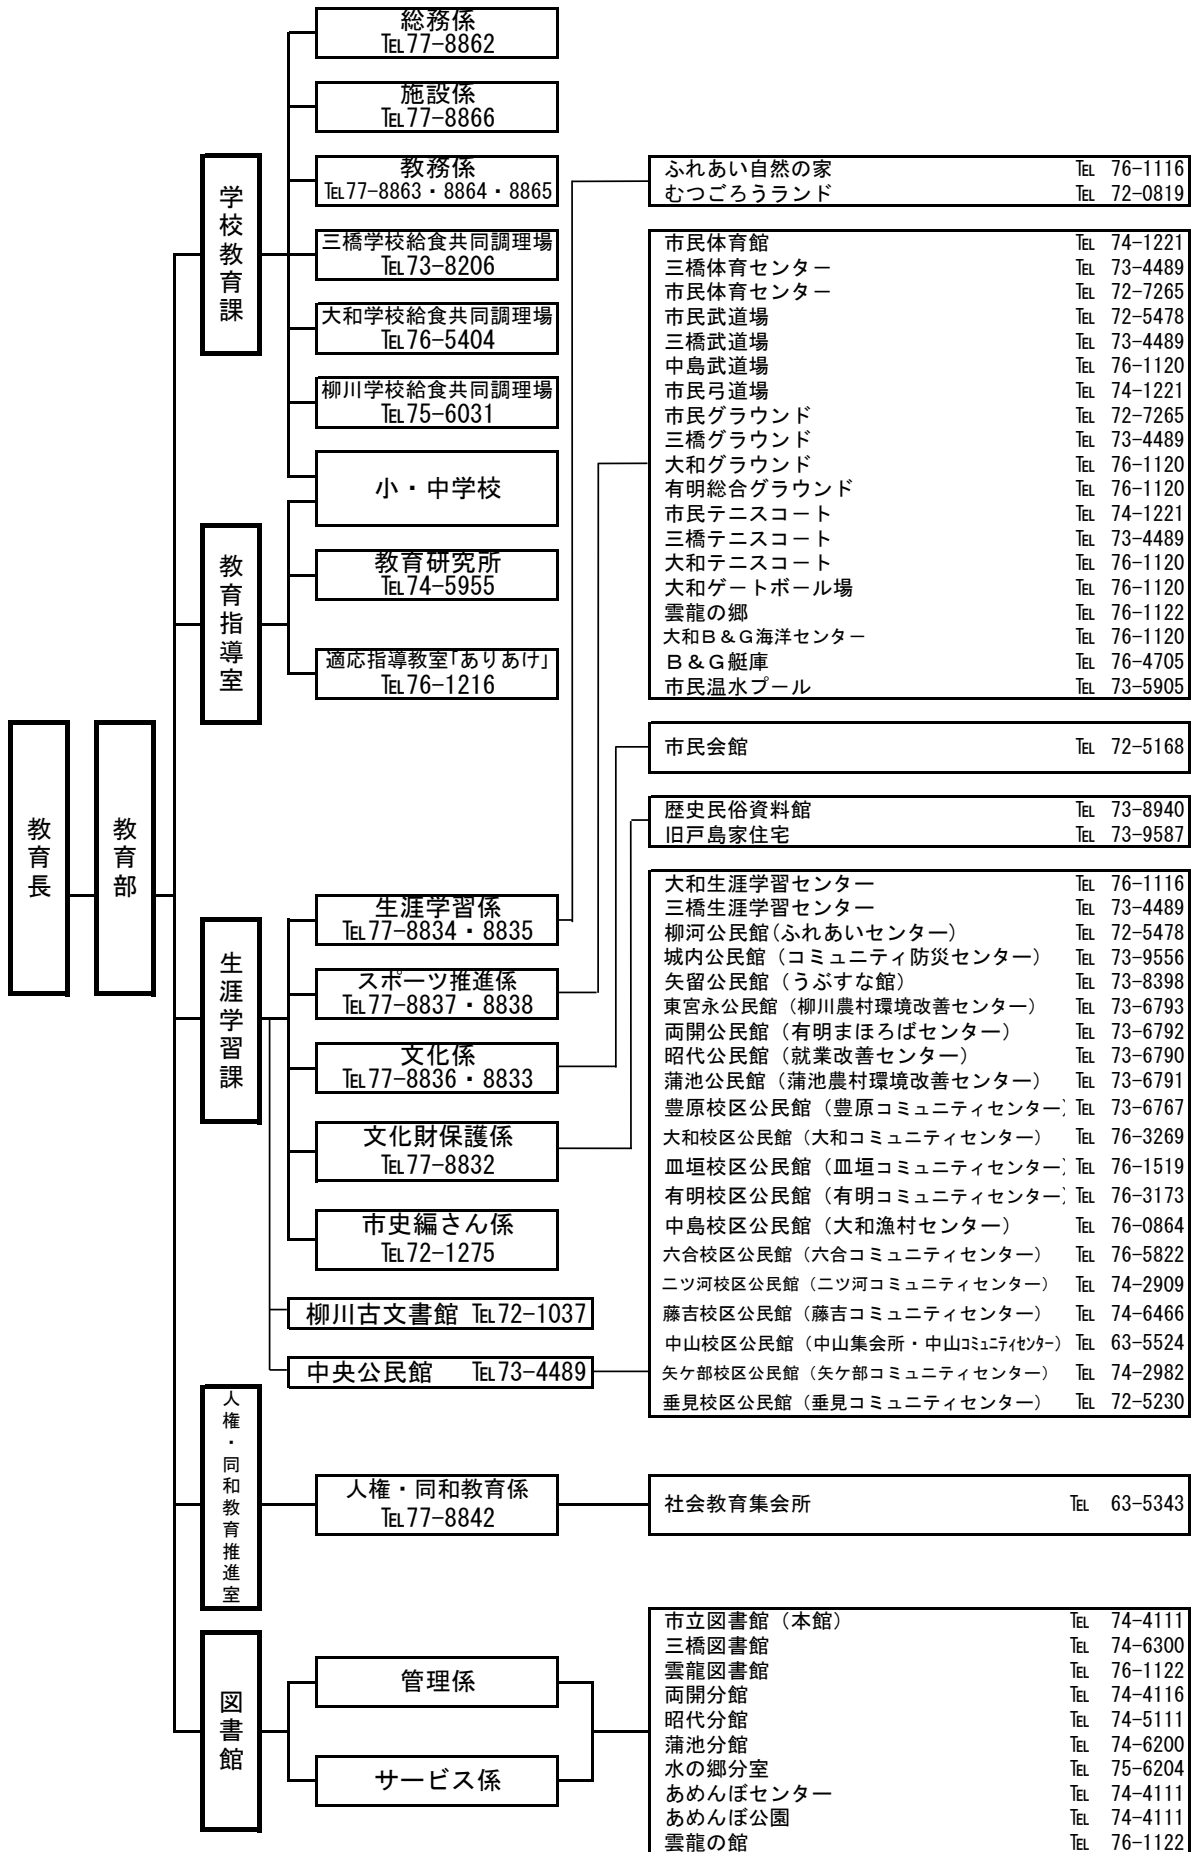 総務係
℡77-8862
施設係
℡77-8866
教務係
℡77-8863・8864・8865
三橋学校給食共同調理場
℡73-8206
大和学校給食共同調理場
℡76-5404
柳川学校給食共同調理場
℡75-6031
小・中学校
学校教育課
教育研究所
℡74-5955
適応指導教室「ありあけ」
℡76-1216
教育指導室
教育長
教育部
生涯学習課
生涯学習係
℡77-8834・8835
スポーツ推進係
℡77-8837・8838
文化係
℡77-8836・8833
文化財保護係
℡77-8832
市史編さん係
℡72-1275
柳川古文書館 ℡72-1037
中央公民館 ℡73-4489
人権・同和教育推進室
人権・同和教育係
℡77-8842
図書館
管理係
サービス係
ふれあい自然の家 ℡ 76-1116
むつごろうランド ℡ 72-0819
市民体育館 ℡ 74-1221
三橋体育センター ℡ 73-4489
市民体育センター ℡ 72-7265
市民武道場 ℡ 72-5478
三橋武道場 ℡ 73-4489
中島武道場 ℡ 76-1120
市民弓道場 ℡ 74-1221
市民グラウンド ℡ 72-7265
三橋グラウンド ℡ 73-4489
大和グラウンド ℡ 76-1120
有明総合グラウンド ℡ 76-1120
市民テニスコート ℡ 74-1221
三橋テニスコート ℡ 73-4489
大和テニスコート ℡ 76-1120
大和ゲートボール場 ℡ 76-1120
雲龍の郷 ℡ 76-1122
大和B＆G海洋センター ℡ 76-1120
B＆G艇庫 ℡ 76-4705
市民温水プール ℡ 73-5905
市民会館 ℡ 72-5168
歴史民俗資料館 ℡ 73-8940
旧戸島家住宅 ℡ 73-9587
大和生涯学習センター ℡ 76-1116
三橋生涯学習センター ℡ 73-4489
柳河公民館（ふれあいセンター） ℡ 72-5478
城内公民館（コミュニティ防災センター） ℡ 73-9556
矢留公民館（うぶすな館） ℡ 73-8398
東宮永公民館（柳川農村環境改善センター） ℡ 73-6793
両開公民館（有明まほろばセンター） ℡ 73-6792
昭代公民館（就業改善センター） ℡ 73-6790
蒲池公民館（蒲池農村環境改善センター） ℡ 73-6791
豊原校区公民館（豊原コミュニティセンター） ℡ 73-6767
大和校区公民館（大和コミュニティセンター） ℡ 76-3269
皿垣校区公民館（皿垣コミュニティセンター） ℡ 76-1519
有明校区公民館（有明コミュニティセンター） ℡ 76-3173
中島校区公民館（大和漁村センター） ℡ 76-0864
六合校区公民館（六合コミュニティセンター） ℡ 76-5822
二ツ河校区公民館（二ツ河コミュニティセンター） ℡ 74-2909
藤吉校区公民館（藤吉コミュニティセンター） ℡ 74-6466
中山校区公民館（中山集会所・中山ｺﾐｭﾆﾃｨｾﾝﾀｰ） ℡ 63-5524
矢ケ部校区公民館（矢ケ部コミュニティセンター） ℡ 74-2982
垂見校区公民館（垂見コミュニティセンター） ℡ 72-5230
社会教育集会所 ℡ 63-5343
市立図書館（本館） ℡ 74-4111
三橋図書館 ℡ 74-6300
雲龍図書館 ℡ 76-1122
両開分館 ℡ 74-4116
昭代分館 ℡ 74-5111
蒲池分館 ℡ 74-6200
水の郷分室 ℡ 75-6204
あめんぼセンター ℡ 74-4111
あめんぼ公園 ℡ 74-4111
雲龍の館 ℡ 76-1122